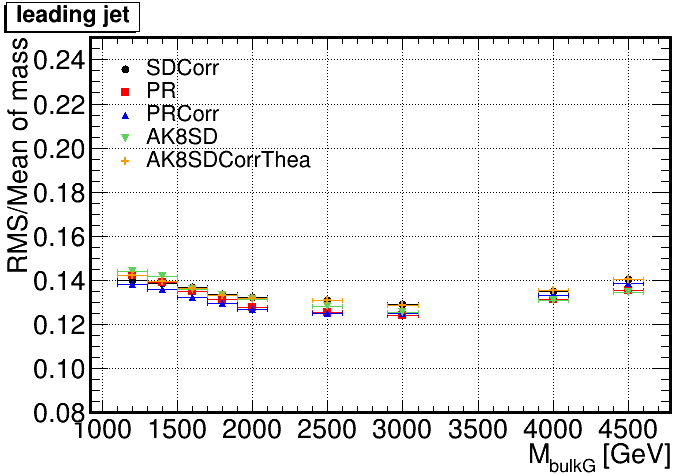 leading jet
RMS/Mean of mass
0.24
0.22
0.20
0.18
0.16
0.14
0.12
0.10
0.08
SDCorr
PR
PRCorr
AK8SD
AK8SDCorrThea
1000 1500 2000 2500 3000 3500 4000 4500
M_bulkG [GeV]